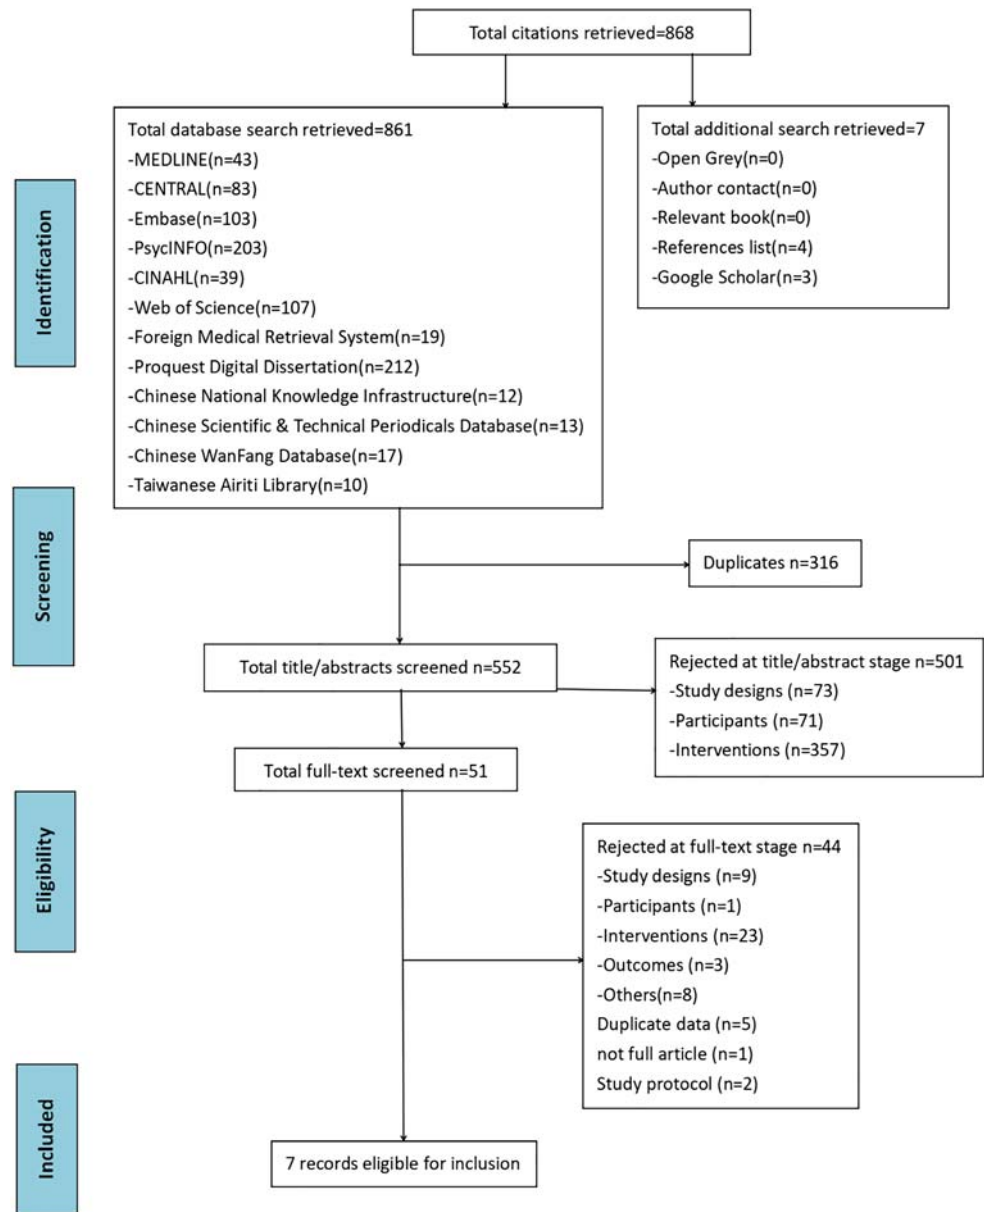 Total citations retrieved=868
Total database search retrieved=861
-MEDLINE(n=43)
-CENTRAL(n=83)
-Embase(n=103)
-PsycINFO(n=203)
-CINAHL(n=39)
-Web of Science(n=107)
-Foreign Medical Retrieval System(n=19)
-Proquest Digital Dissertation(n=212)
-Chinese National Knowledge Infrastructure(n=12)
-Chinese Scientific & Technical Periodicals Database(n=13)
-Chinese WanFang Database(n=17)
-Taiwanese Airiti Library(n=10)
Total additional search retrieved=7
-Open Grey(n=0)
-Author contact(n=0)
-Relevant book(n=0)
-References list(n=4)
-Google Scholar(n=3)
Identification
Screening
Duplicates n=316
Total title/abstracts screened n=552
Rejected at title/abstract stage n=501
-Study designs (n=73)
-Participants (n=71)
-Interventions (n=357)
Total full-text screened n=51
Eligibility
Rejected at full-text stage n=44
-Study designs (n=9)
-Participants (n=1)
-Interventions (n=23)
-Outcomes (n=3)
-Others(n=8)
Duplicate data (n=5)
not full article (n=1)
Study protocol (n=2)
Included
7 records eligible for inclusion